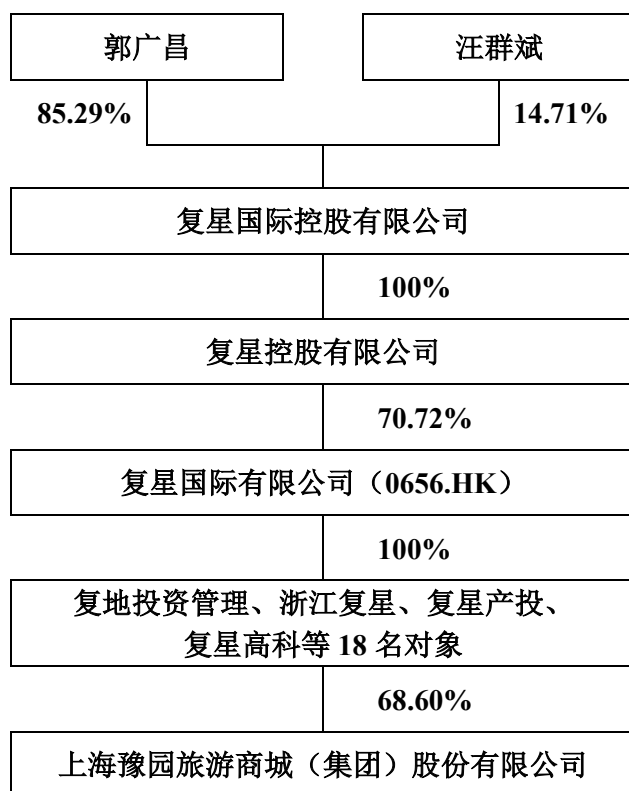 郭广昌
汪群斌
85.29%
14.71%
复星国际控股有限公司
100%
复星控股有限公司
70.72%
复星国际有限公司（0656.HK）
100%
复地投资管理、浙江复星、复星产投、
复星高科等 18 名对象
68.60%
上海豫园旅游商城（集团）股份有限公司